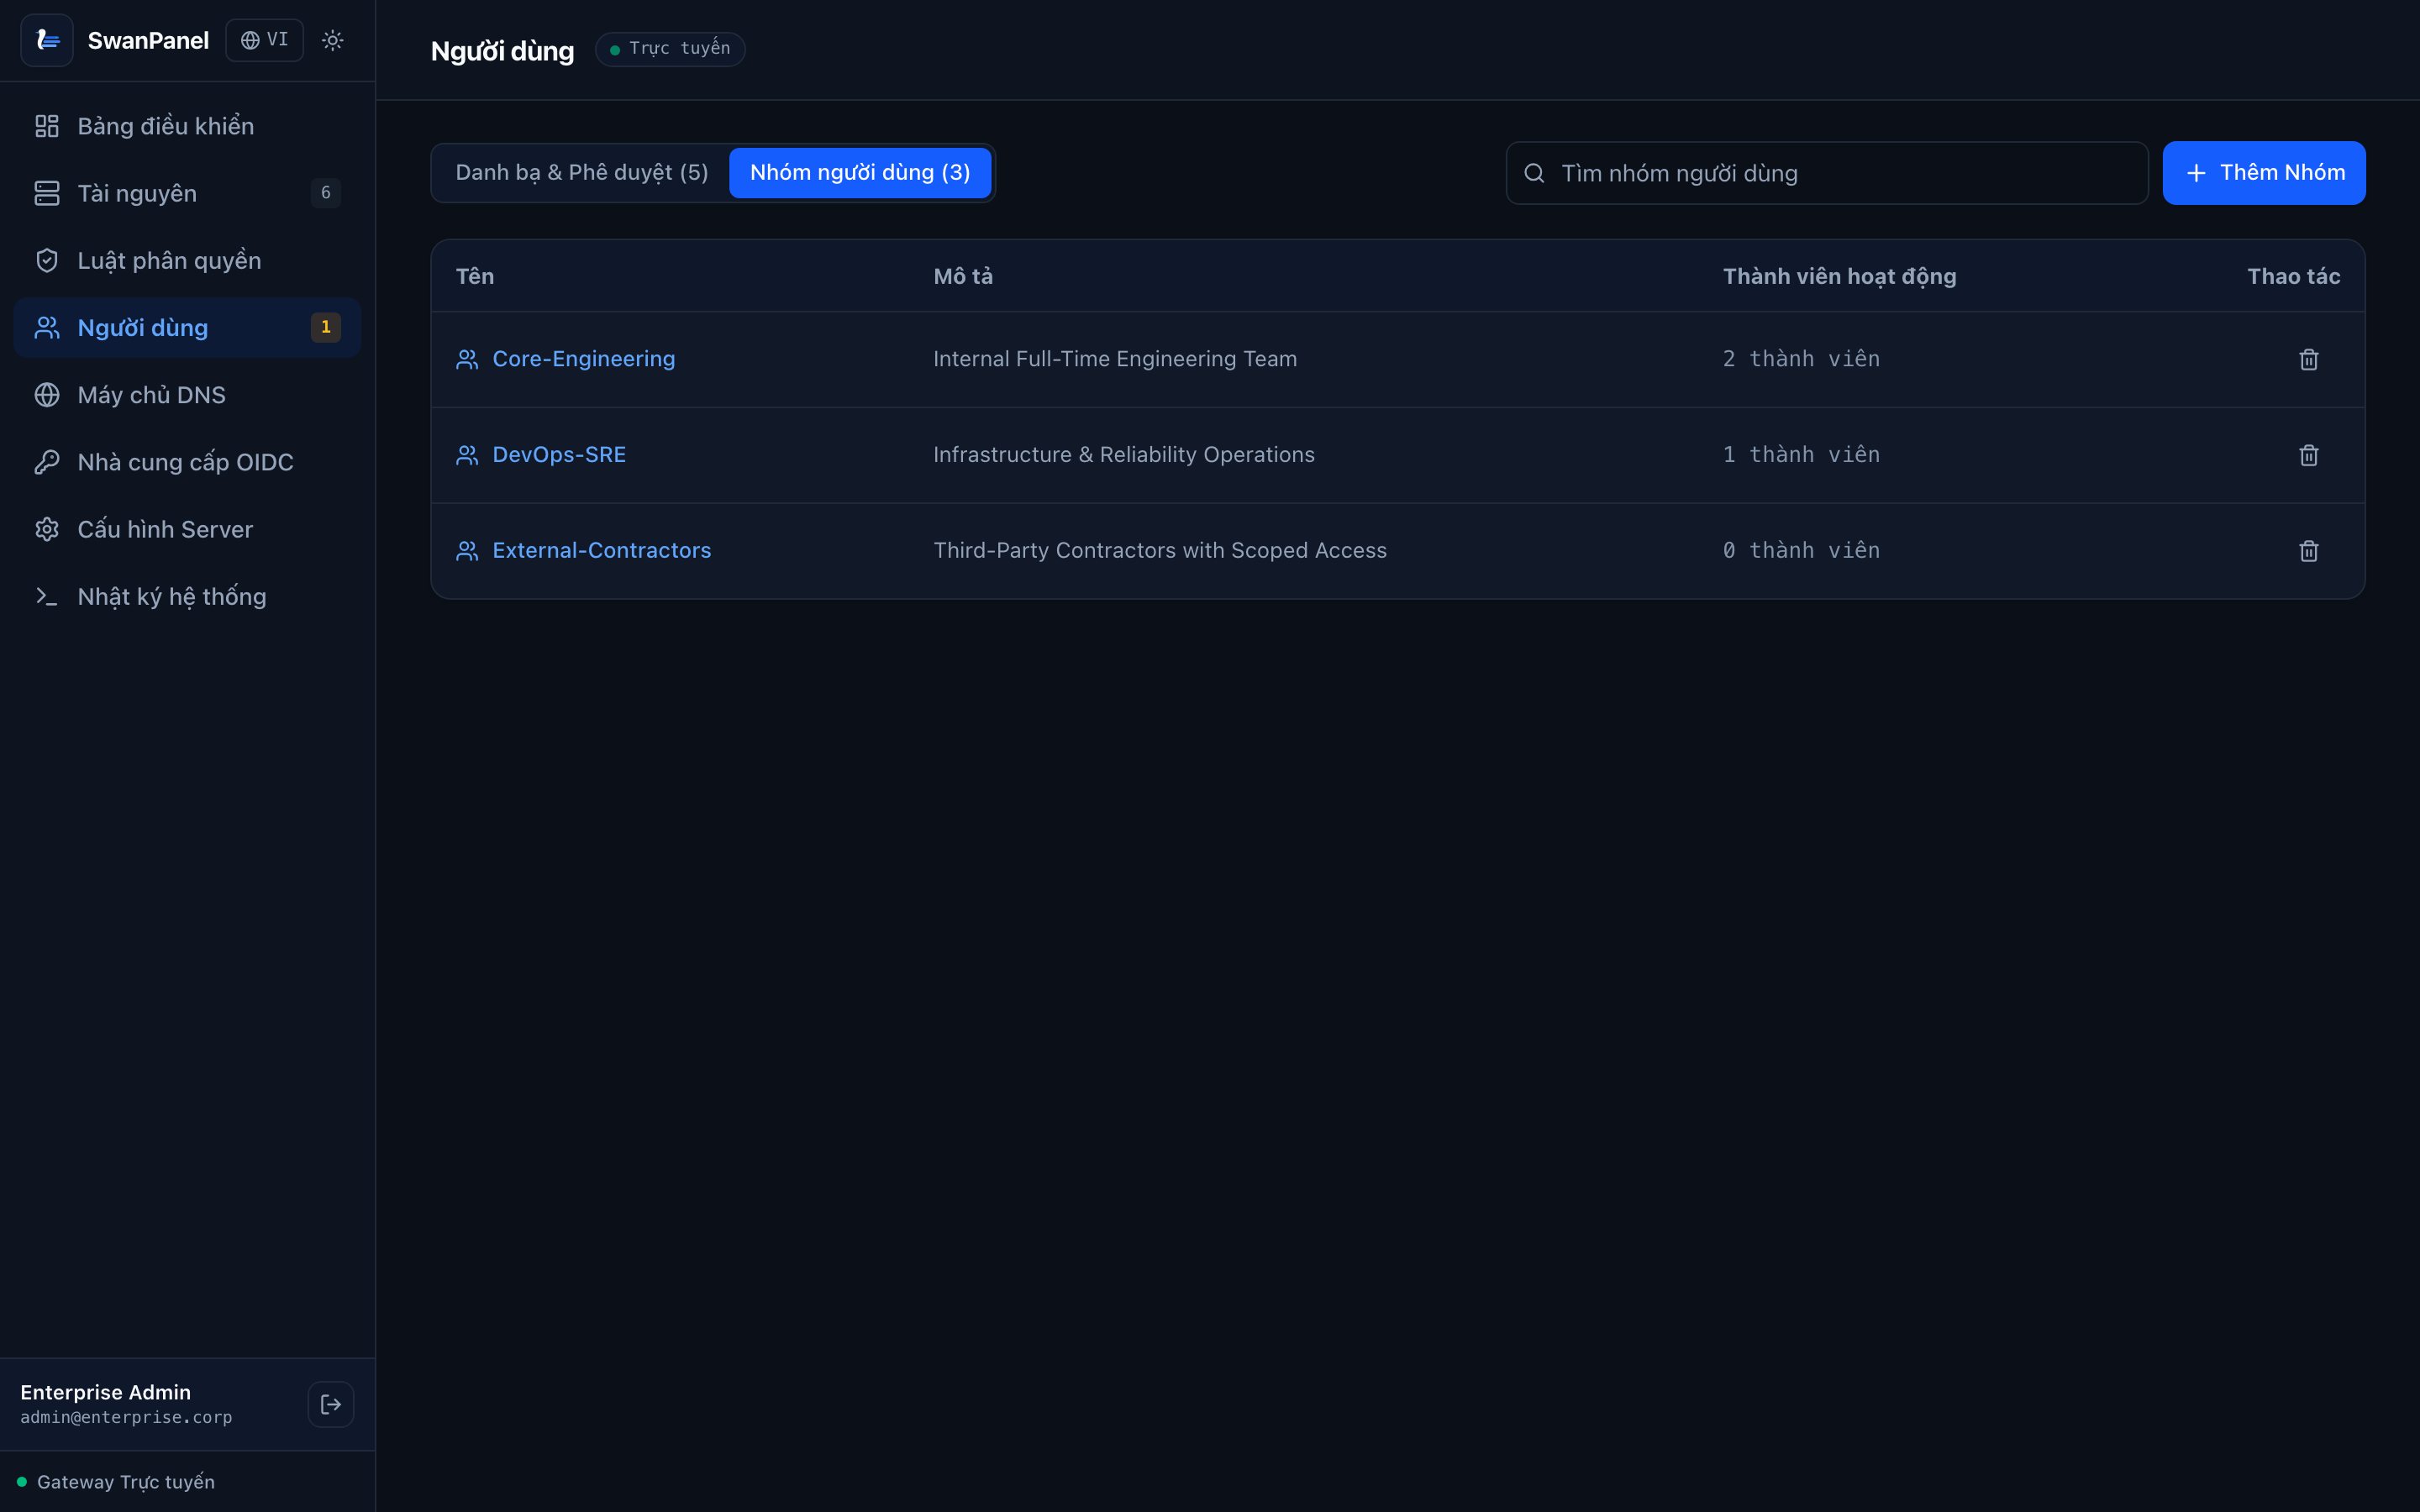 SwanPanel
VI
Bảng điều khiển
Tài nguyên 6
Luật phân quyền
Người dùng 1
Máy chủ DNS
Nhà cung cấp OIDC
Cấu hình Server
Nhật ký hệ thống
Enterprise Admin
admin@enterprise.corp
Gateway Trực tuyến
Người dùng Trực tuyến
Danh bạ & Phê duyệt (5) Nhóm người dùng (3) Tìm nhóm người dùng Thêm Nhóm
Tên Mô tả Thành viên hoạt động Thao tác
Core-Engineering Internal Full-Time Engineering Team 2 thành viên
DevOps-SRE Infrastructure & Reliability Operations 1 thành viên
External-Contractors Third-Party Contractors with Scoped Access 0 thành viên